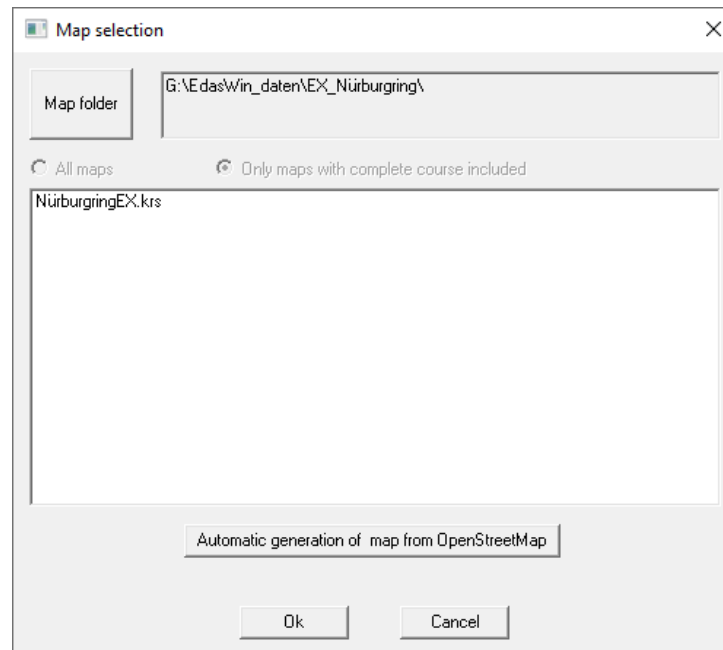 Map selection
Map folder
G:\EdasWin_daten\EX_Nürburgring\
All maps
Only maps with complete course included
NürburgringEX.krs
Automatic generation of  map from OpenStreetMap
Ok
Cancel